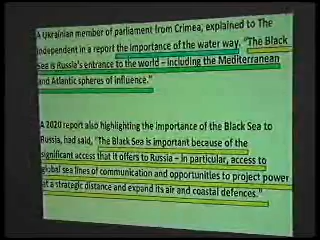 A Ukrainian member of parliament from Crimea, explained to The
Independent in a report the importance of the water way. "The Black
Sea is Russia's entrance to the world – including the Mediterranean
and Atlantic spheres of influence."
A 2020 report also highlighting the importance of the Black Sea to
Russia, had said, "The Black Sea is important because of the
significant access that it offers to Russia – in particular, access to
global sea lines of communication and opportunities to project power
at a strategic distance and expand its air and coastal defences."